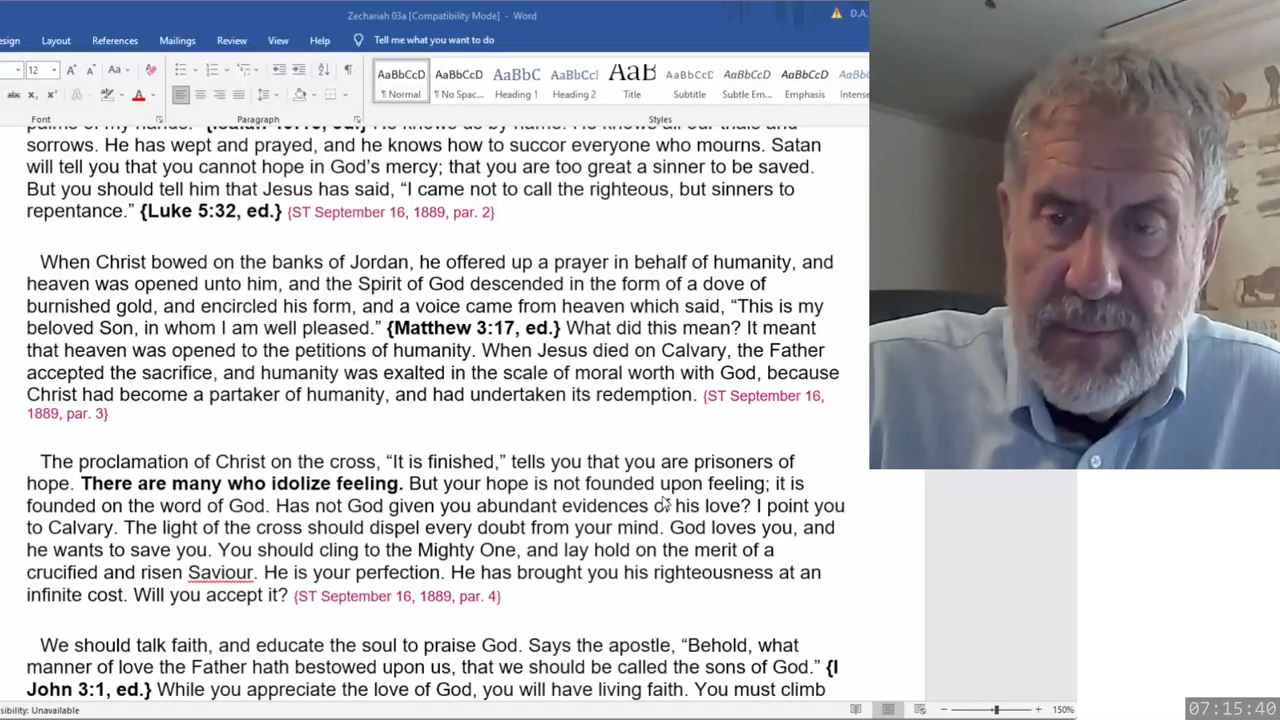 Zechariah 03a [Compatibility Mode] - Word
D.A.
esign Layout References Mailings Review View Help Tell me what you want to do
12
AaBbCcD AaBbCcD AaBbC AaBbCcl AaB AaBbCcD AaBbCcD AaBbCcD AaBb
¶ Normal ¶ No Spac... Heading 1 Heading 2 Title Subtitle Subtle Em... Emphasis Intense
Font Paragraph Styles
sorrows. He has wept and prayed, and he knows how to succor everyone who mourns. Satan
will tell you that you cannot hope in God’s mercy; that you are too great a sinner to be saved.
But you should tell him that Jesus has said, “I came not to call the righteous, but sinners to
repentance.” {Luke 5:32, ed.} {ST September 16, 1889, par. 2}
When Christ bowed on the banks of Jordan, he offered up a prayer in behalf of humanity, and
heaven was opened unto him, and the Spirit of God descended in the form of a dove of
burnished gold, and encircled his form, and a voice came from heaven which said, “This is my
beloved Son, in whom I am well pleased.” {Matthew 3:17, ed.} What did this mean? It meant
that heaven was opened to the petitions of humanity. When Jesus died on Calvary, the Father
accepted the sacrifice, and humanity was exalted in the scale of moral worth with God, because
Christ had become a partaker of humanity, and had undertaken its redemption. {ST September 16,
1889, par. 3}
The proclamation of Christ on the cross, “It is finished,” tells you that you are prisoners of
hope. There are many who idolize feeling. But your hope is not founded upon feeling; it is
founded on the word of God. Has not God given you abundant evidences of his love? I point you
to Calvary. The light of the cross should dispel every doubt from your mind. God loves you, and
he wants to save you. You should cling to the Mighty One, and lay hold on the merit of a
crucified and risen Saviour. He is your perfection. He has brought you his righteousness at an
infinite cost. Will you accept it? {ST September 16, 1889, par. 4}
We should talk faith, and educate the soul to praise God. Says the apostle, “Behold, what
manner of love the Father hath bestowed upon us, that we should be called the sons of God.” {I
John 3:1, ed.} While you appreciate the love of God, you will have living faith. You must climb
sibility: Unavailable
150%
07:15:40